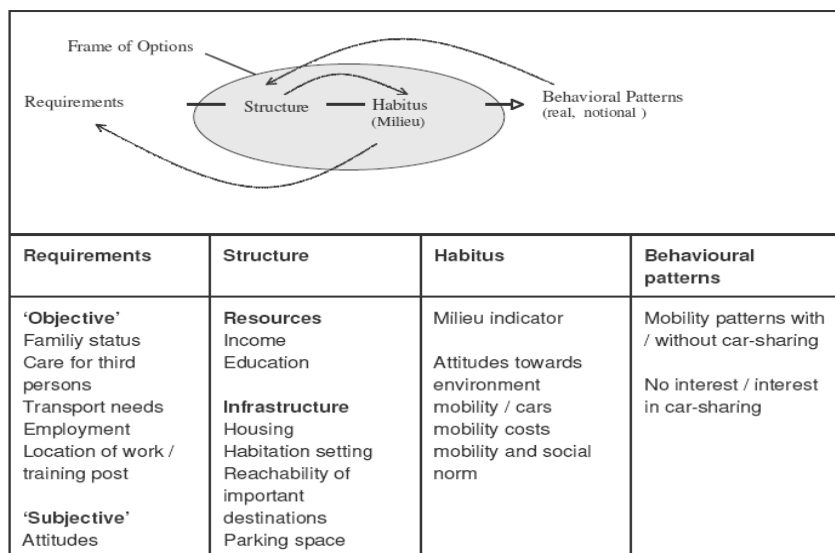 Frame of Options
Requirements
Structure
Habitus
(Milieu)
Behavioral Patterns
(real, notional )
Requirements
‘Objective’
Familiy status
Care for third
persons
Transport needs
Employment
Location of work /
training post
‘Subjective’
Attitudes
Structure
Resources
Income
Education
Infrastructure
Housing
Habitation setting
Reachability of
important
destinations
Parking space
Habitus
Milieu indicator
Attitudes towards
environment
mobility / cars
mobility costs
mobility and social
norm
Behavioural
patterns
Mobility patterns with
/ without car-sharing
No interest / interest
in car-sharing